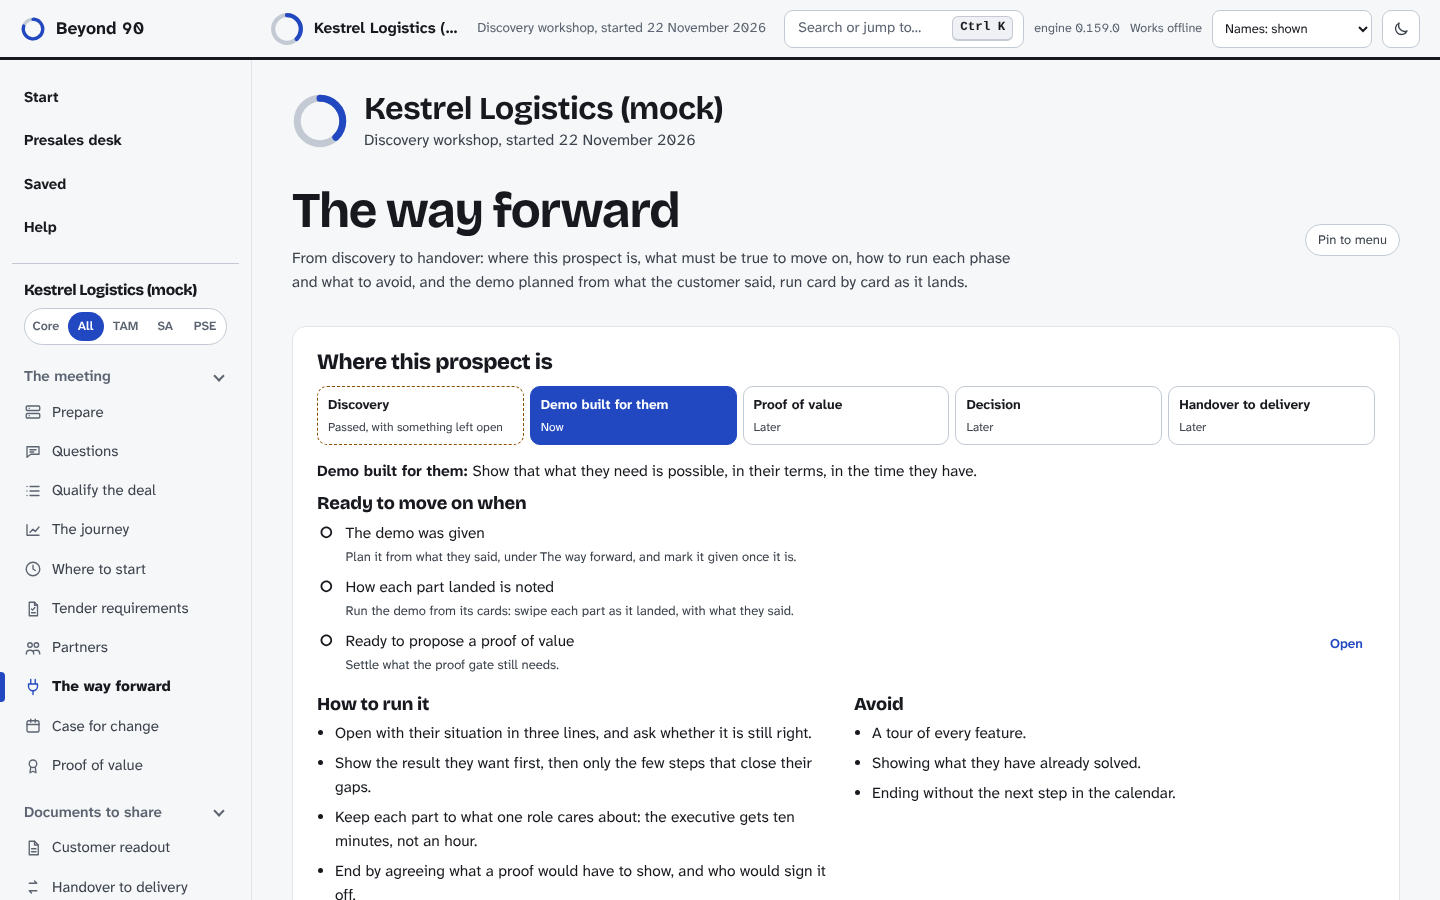 Beyond 90
Kestrel Logistics (...
Discovery workshop, started 22 November 2026
Search or jump to...
Ctrl K
engine 0.159.0
Works offline
Names: shown
Start
Presales desk
Saved
Help
Kestrel Logistics (mock)
Core
All
TAM
SA
PSE
The meeting
Prepare
Questions
Qualify the deal
The journey
Where to start
Tender requirements
Partners
The way forward
Case for change
Proof of value
Documents to share
Customer readout
Handover to delivery
Kestrel Logistics (mock)
Discovery workshop, started 22 November 2026
The way forward
From discovery to handover: where this prospect is, what must be true to move on, how to run each phase
and what to avoid, and the demo planned from what the customer said, run card by card as it lands.
Pin to menu
Where this prospect is
Discovery
Passed, with something left open
Demo built for them
Now
Proof of value
Later
Decision
Later
Handover to delivery
Later
Demo built for them: Show that what they need is possible, in their terms, in the time they have.
Ready to move on when
The demo was given
Plan it from what they said, under The way forward, and mark it given once it is.
How each part landed is noted
Run the demo from its cards: swipe each part as it landed, with what they said.
Ready to propose a proof of value
Settle what the proof gate still needs.
Open
How to run it
Open with their situation in three lines, and ask whether it is still right.
Show the result they want first, then only the few steps that close their
gaps.
Keep each part to what one role cares about: the executive gets ten
minutes, not an hour.
End by agreeing what a proof would have to show, and who would sign it
off.
Avoid
A tour of every feature.
Showing what they have already solved.
Ending without the next step in the calendar.